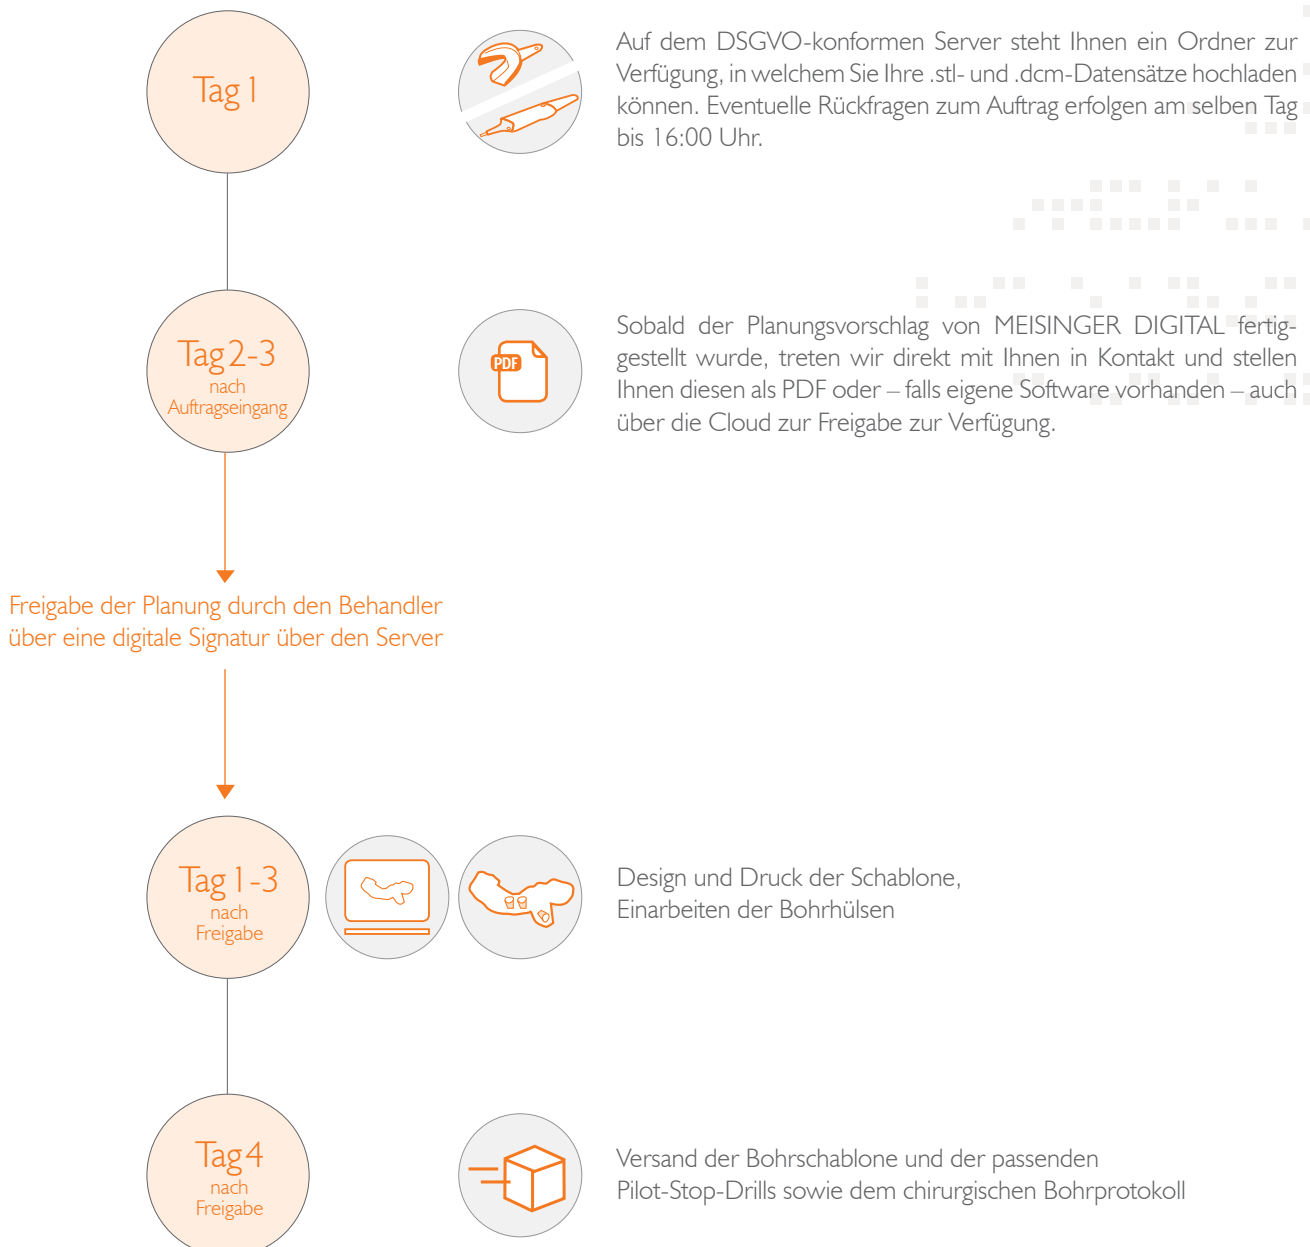 Tag 1
Auf dem DSGVO-konformen Server steht Ihnen ein Ordner zur
Verfügung, in welchem Sie Ihre .stl- und .dcm-Datensätze hochladen
können. Eventuelle Rückfragen zum Auftrag erfolgen am selben Tag
bis 16:00 Uhr.
Tag 2-3
nach
Auftragseingang
PDF
Sobald der Planungsvorschlag von MEISINGER DIGITAL fertig-
gestellt wurde, treten wir direkt mit Ihnen in Kontakt und stellen
Ihnen diesen als PDF oder – falls eigene Software vorhanden – auch
über die Cloud zur Freigabe zur Verfügung.
Freigabe der Planung durch den Behandler
über eine digitale Signatur über den Server
Tag 1-3
nach
Freigabe
Design und Druck der Schablone,
Einarbeiten der Bohrhülsen
Tag 4
nach
Freigabe
Versand der Bohrschablone und der passenden
Pilot-Stop-Drills sowie dem chirurgischen Bohrprotokoll